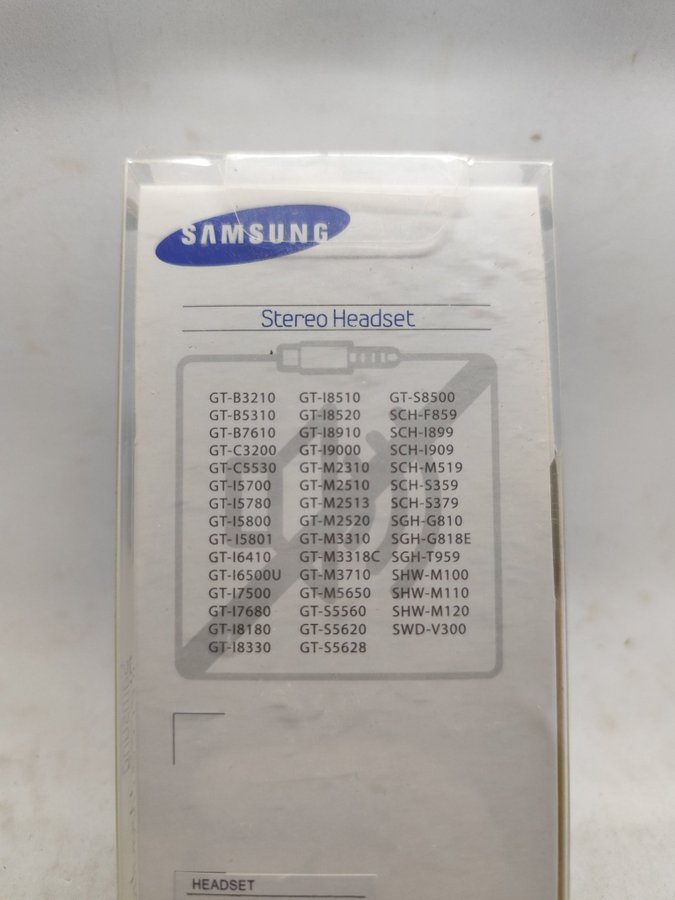 SAMSUNG
Stereo Headset
GT-B3210 GT-I8510 GT-S8500
GT-B5310 GT-I8520 SCH-F859
GT-B7610 GT-I8910 SCH-I899
GT-C3200 GT-I9000 SCH-I909
GT-C5530 GT-M2310 SCH-M519
GT-I5700 GT-M2510 SCH-S359
GT-I5780 GT-M2513 SCH-S379
GT-I5800 GT-M2520 SGH-G810
GT-I5801 GT-M3310 SGH-G818E
GT-I6410 GT-M3318C SGH-T959
GT-I6500U GT-M3710 SHW-M100
GT-I7500 GT-M5650 SHW-M110
GT-I7680 GT-S5560 SHW-M120
GT-I8180 GT-S5620 SWD-V300
GT-I8330 GT-S5628
HEADSET